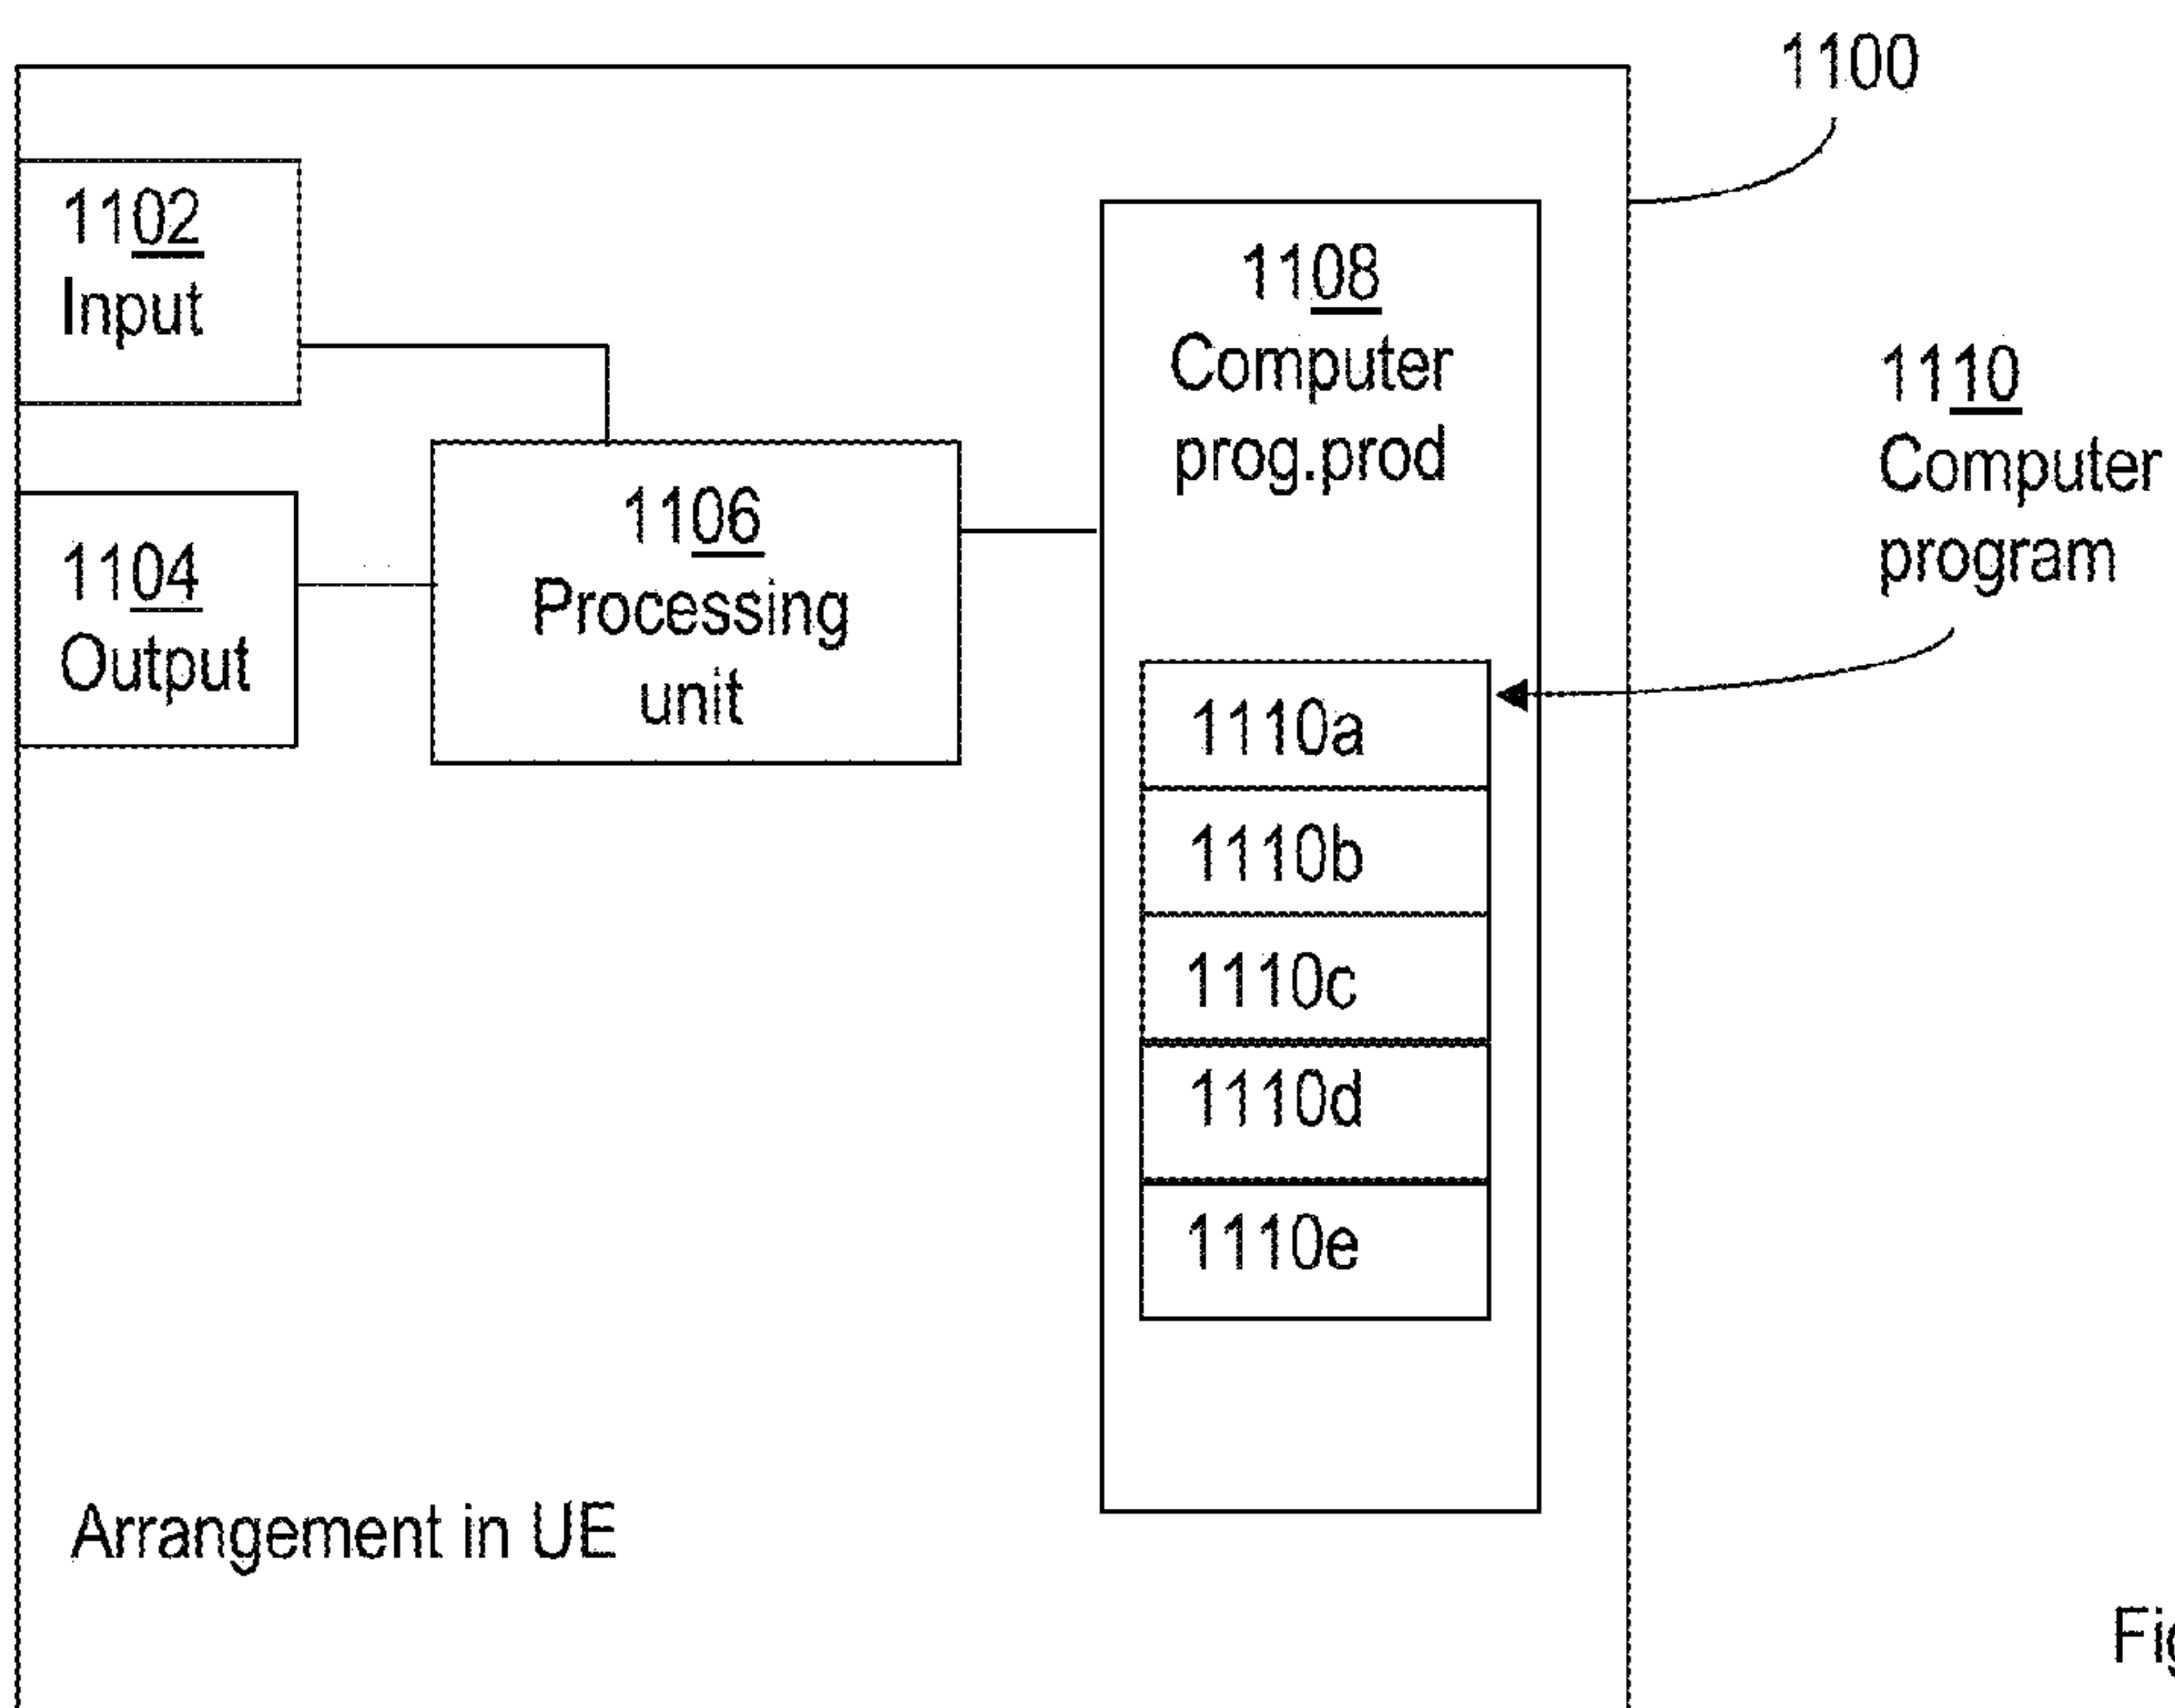 1100
1102
Input
1104
Output
1106
Processing
unit
1108
Computer
prog.prod
1110
Computer
program
1110a
1110b
1110c
1110d
1110e
Arrangement in UE